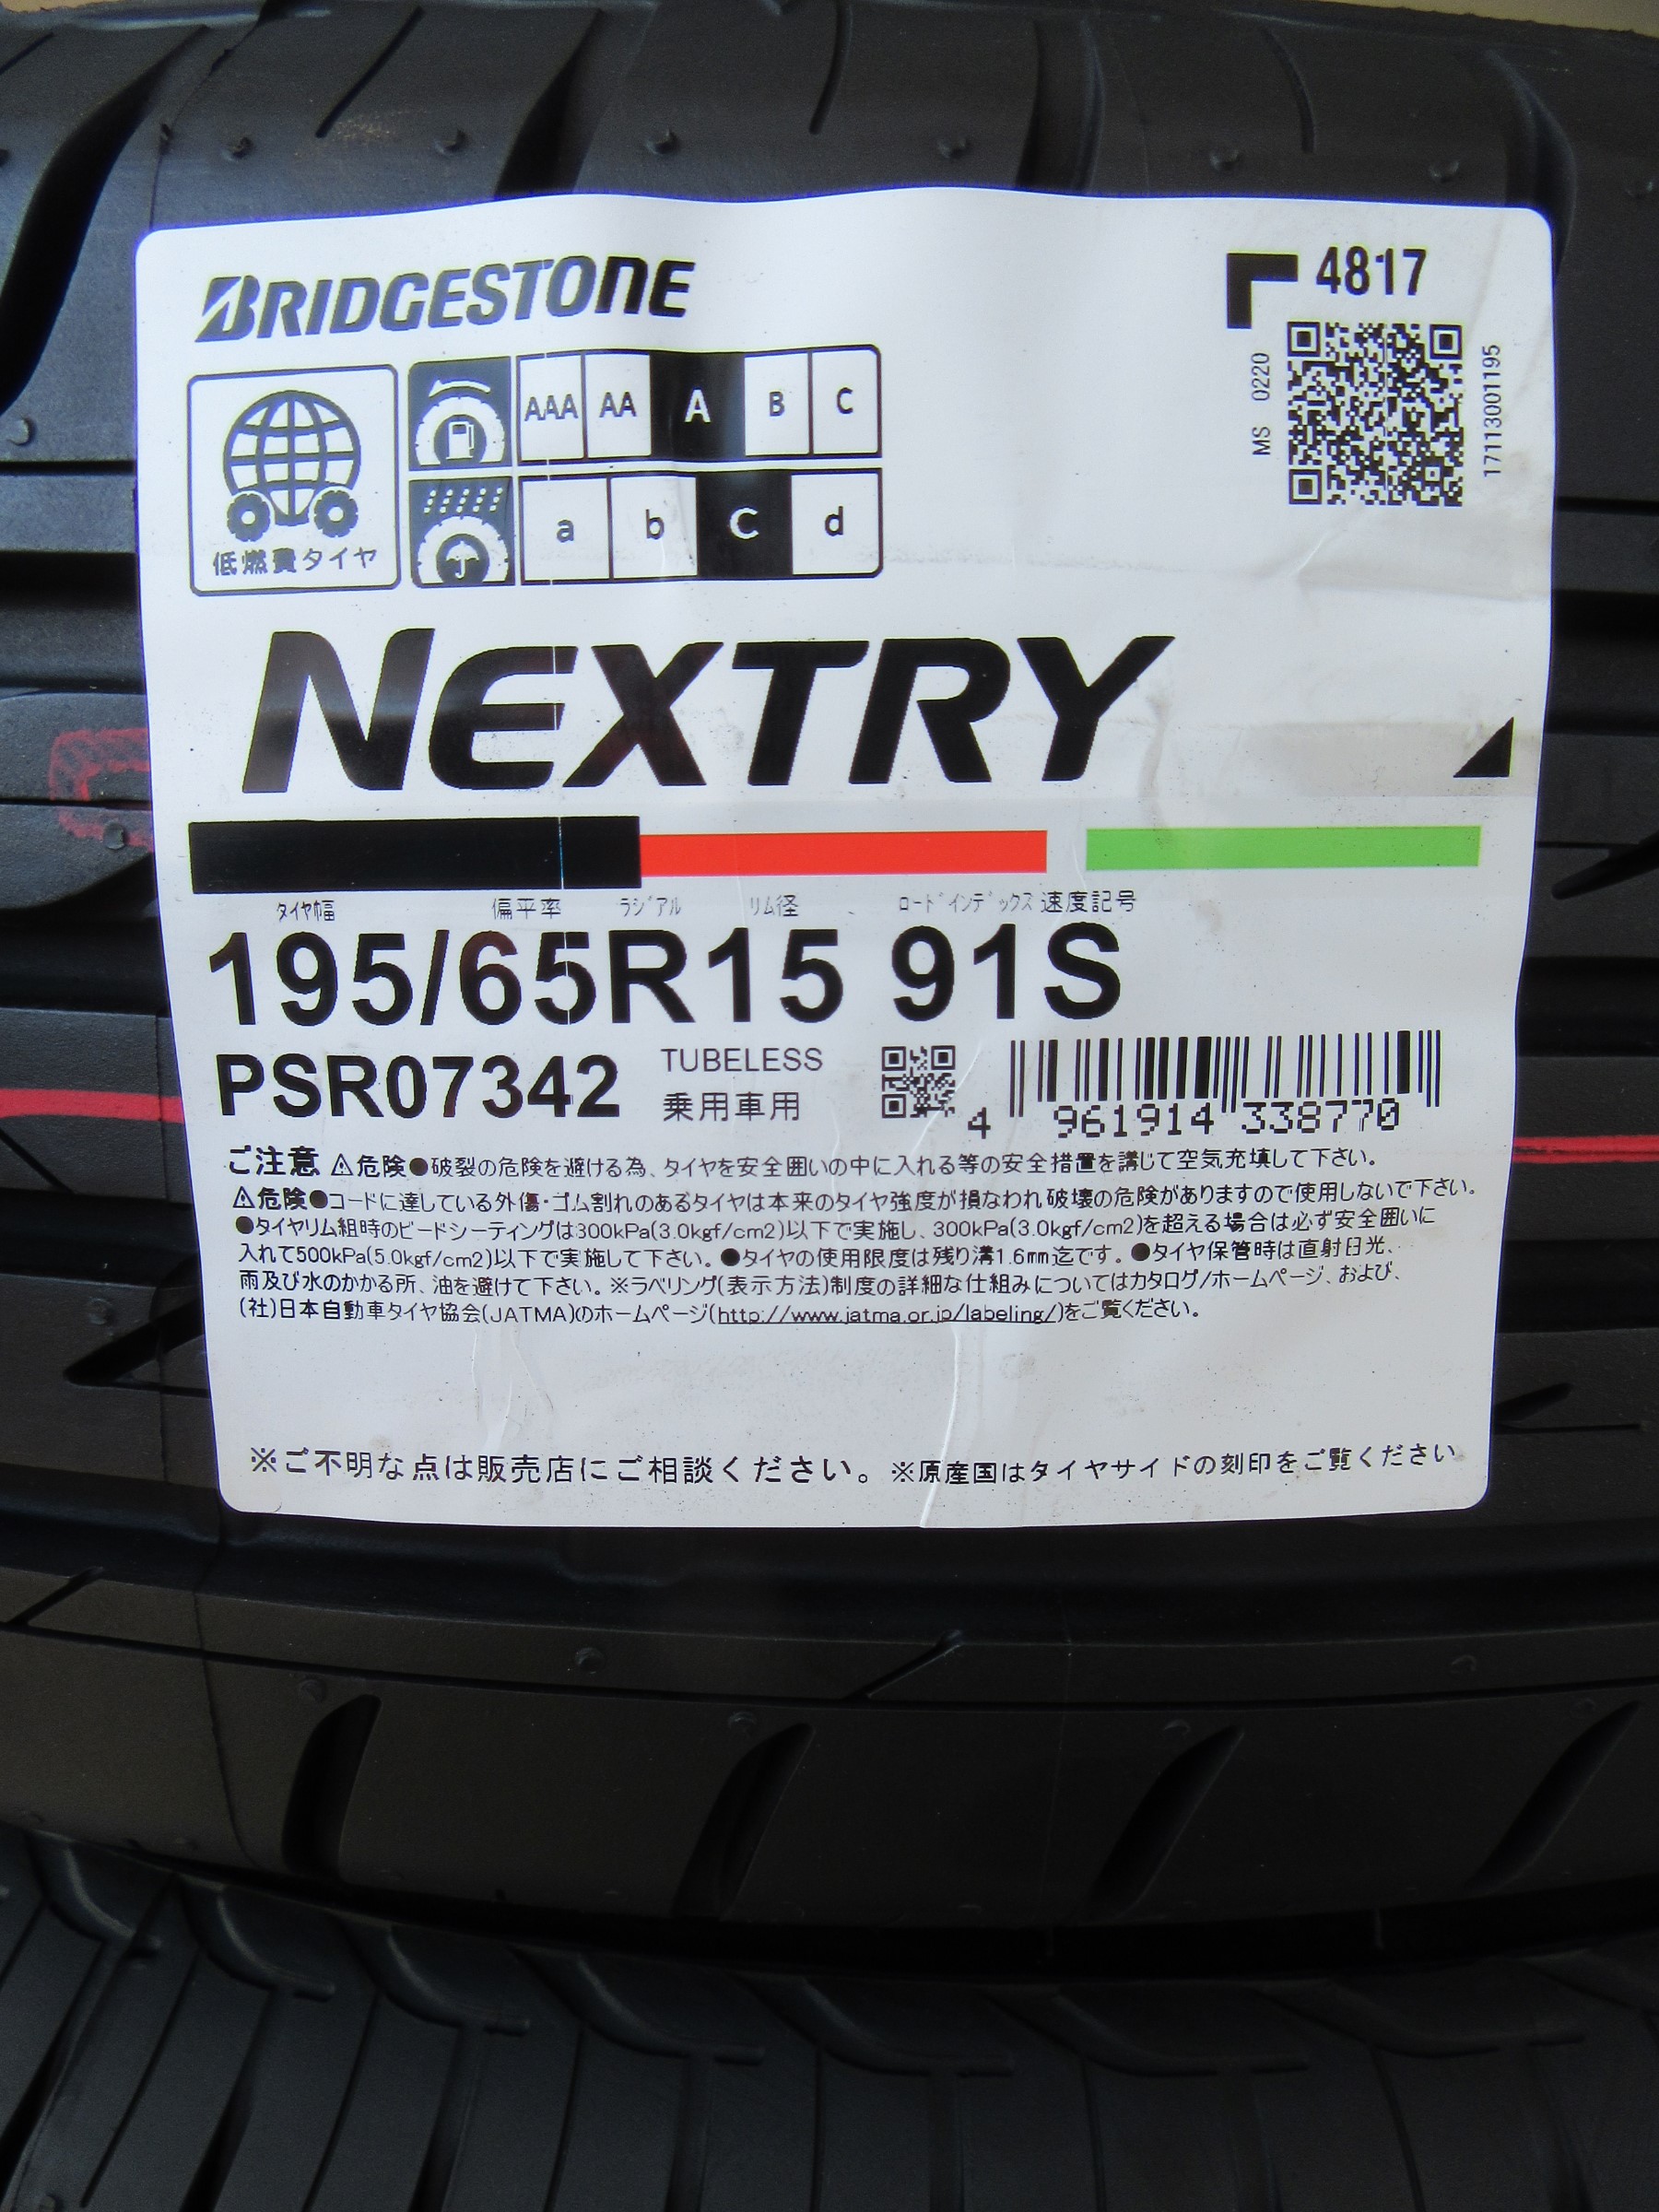 BRIDGESTONE
4817
MS 0220
17113001195
AAA AA A B C
低燃費タイヤ
a b c d
NEXTRY
タイヤ幅 偏平率 ラジアル リム径 ロードインデックス 速度記号
195/65R15 91S
PSR07342 TUBELESS
乗用車用
4 961914 338770
ご注意 ⚠危険●破裂の危険を避ける為、タイヤを安全囲いの中に入れる等の安全措置を講じて空気充填して下さい。
⚠危険●コードに達している外傷・ゴム割れのあるタイヤは本来のタイヤ強度が損なわれ破壊の危険がありますので使用しないで下さい。
●タイヤリム組時のビードシーティングは300kPa(3.0kgf/cm2)以下で実施し、300kPa(3.0kgf/cm2)を超える場合は必ず安全囲いに
入れて500kPa(5.0kgf/cm2)以下で実施して下さい。●タイヤの使用限度は残り溝1.6mm迄です。●タイヤ保管時は直射日光、
雨及び水のかかる所、油を避けて下さい。※ラベリング(表示方法)制度の詳細な仕組みについてはカタログ/ホームページ、および、
(社)日本自動車タイヤ協会(JATMA)のホームページ(http://www.jatma.or.jp/labeling/)をご覧ください。
※ご不明な点は販売店にご相談ください。※原産国はタイヤサイドの刻印をご覧ください